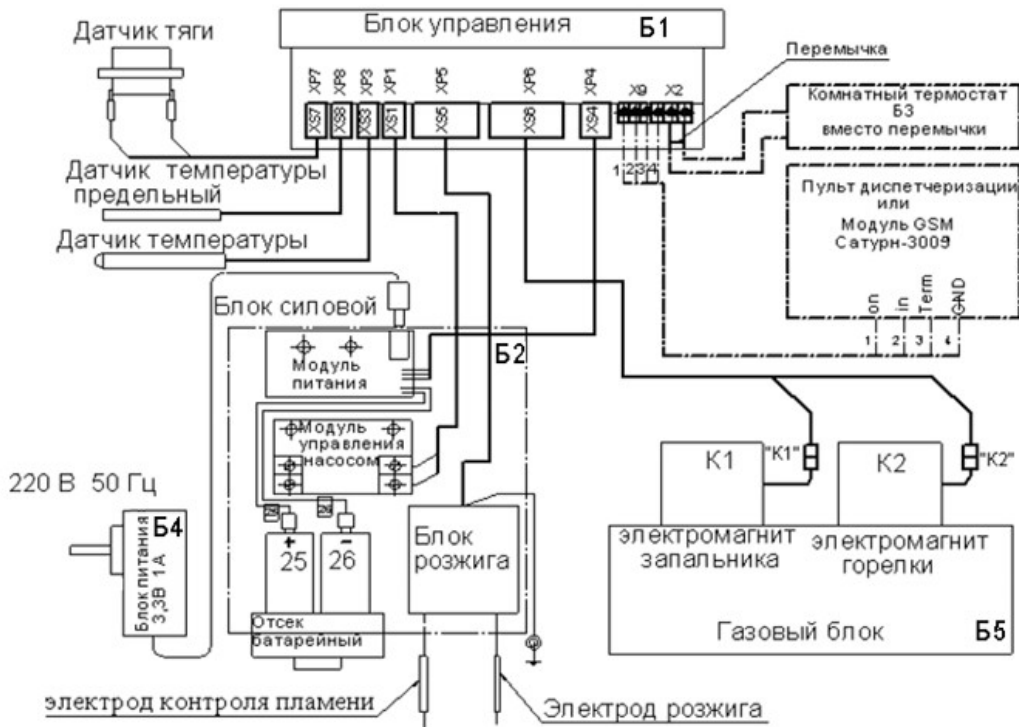 Блок управления
Б1
Датчик тяги
Перемычка
XP7
XP8
XP3
XP1
XP5
XP6
XP4
X9
X2
XS7
XS8
XS3
XS1
XS5
XS6
XS4
1
2
3
4
Комнатный термостат
Б3
вместо перемычки
Датчик температуры
предельный
Пульт диспетчеризации
или
Модуль GSM
Сатурн-3009
on
in
Term
GND
1
2
3
4
Датчик температуры
Блок силовой
Б2
Модуль
питания
Модуль
управления
насосом
220 В 50 Гц
Б4
Блок питания
3,3В 1А
+
-
25
26
Блок
розжига
Отсек
батарейный
К1
"К1"
К2
"К2"
электромагнит
запальника
электромагнит
горелки
Газовый блок
Б5
электрод контроля пламени
Электрод розжига